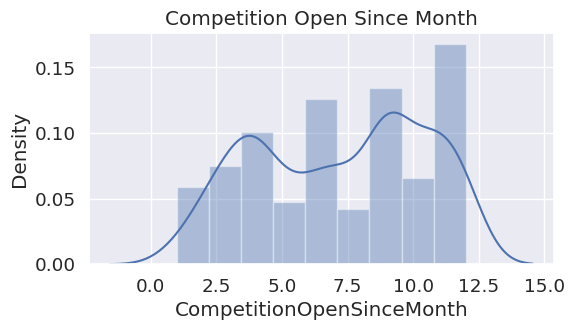 Competition Open Since Month
0.15
0.10
0.05
0.00
Density
0.0 2.5 5.0 7.5 10.0 12.5 15.0
CompetitionOpenSinceMonth